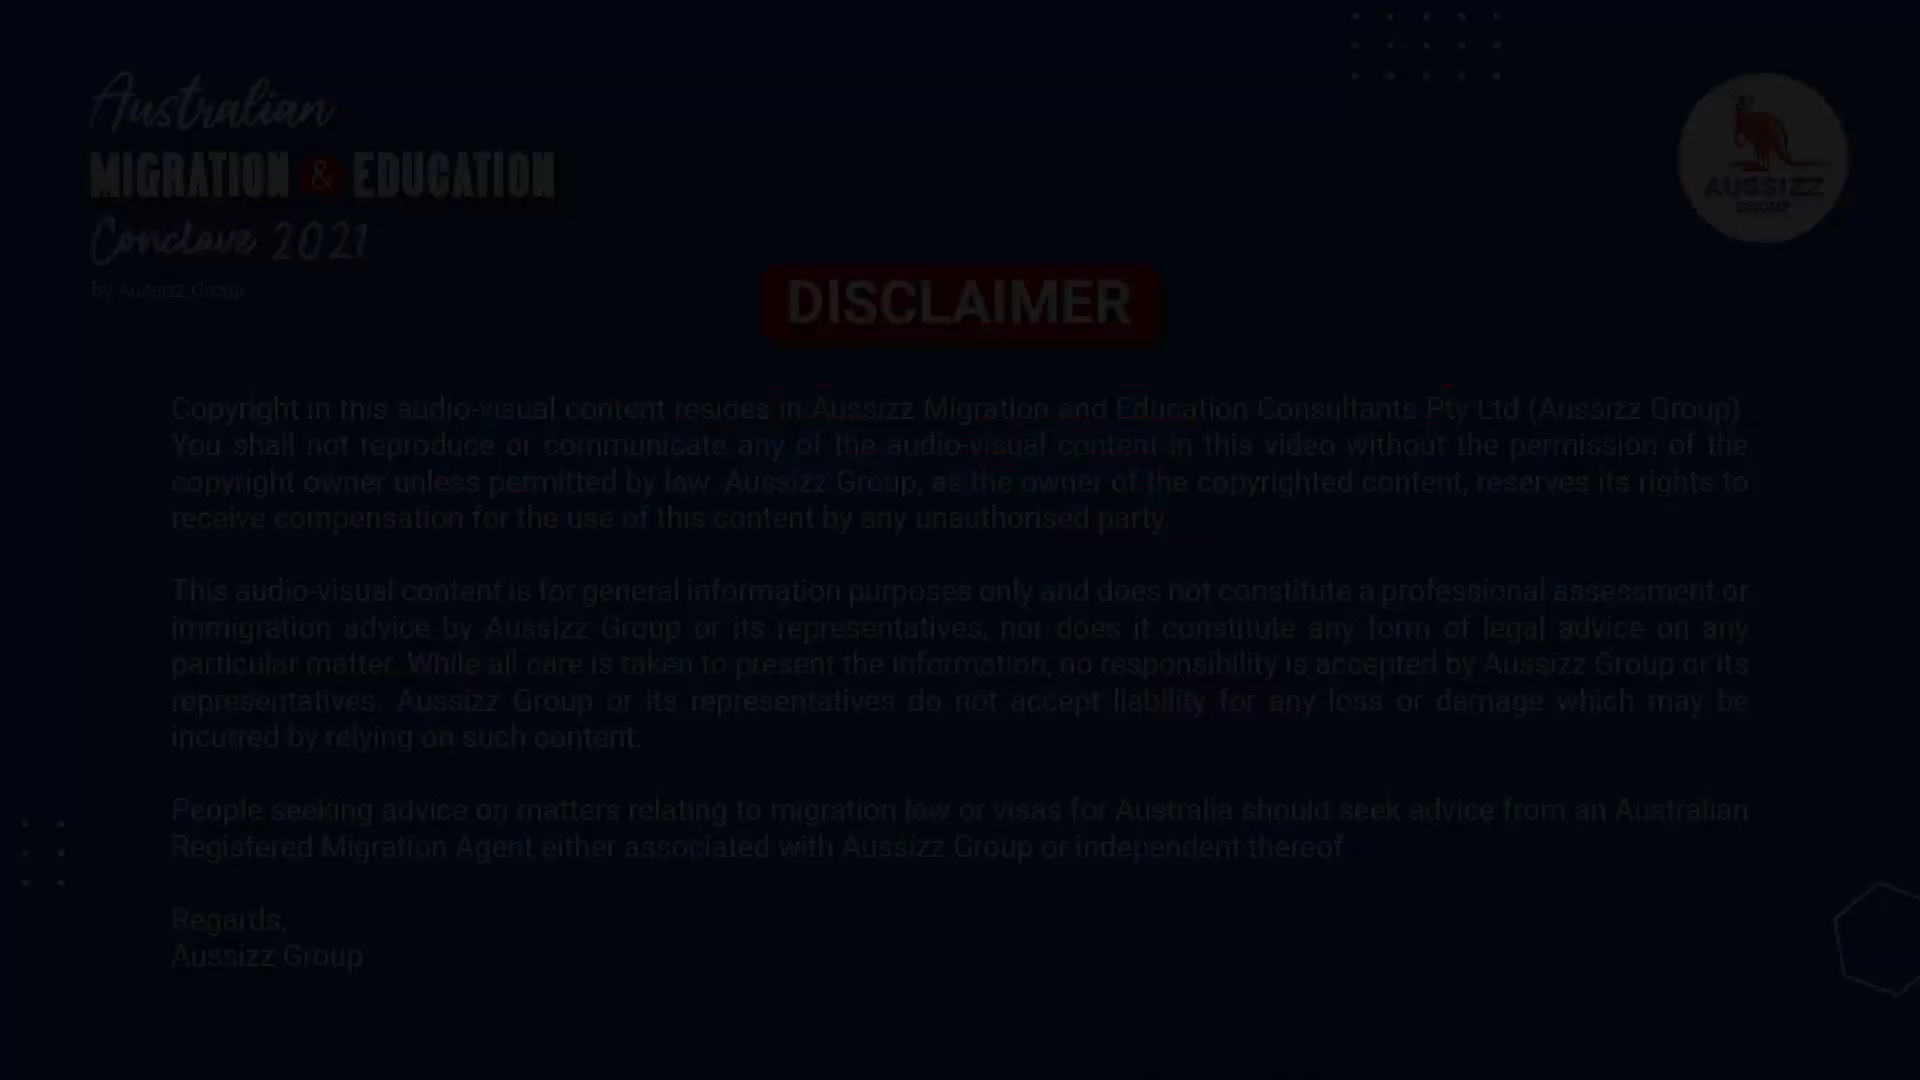 Australian
MIGRATION & EDUCATION
Conclave 2021
by Aussizz Group
AUSSIZZ
GROUP
DISCLAIMER
Copyright in this audio-visual content resides in Aussizz Migration and Education Consultants Pty Ltd (Aussizz Group).
You shall not reproduce or communicate any of the audio-visual content in this video without the permission of the
copyright owner unless permitted by law. Aussizz Group, as the owner of the copyrighted content, reserves its rights to
receive compensation for the use of this content by any unauthorised party.
This audio-visual content is for general information purposes only and does not constitute a professional assessment or
immigration advice by Aussizz Group or its representatives, nor does it constitute any form of legal advice on any
particular matter. While all care is taken to present the information, no responsibility is accepted by Aussizz Group or its
representatives. Aussizz Group or its representatives do not accept liability for any loss or damage which may be
incurred by relying on such content.
People seeking advice on matters relating to migration law or visas for Australia should seek advice from an Australian
Registered Migration Agent either associated with Aussizz Group or independent thereof.
Regards,
Aussizz Group